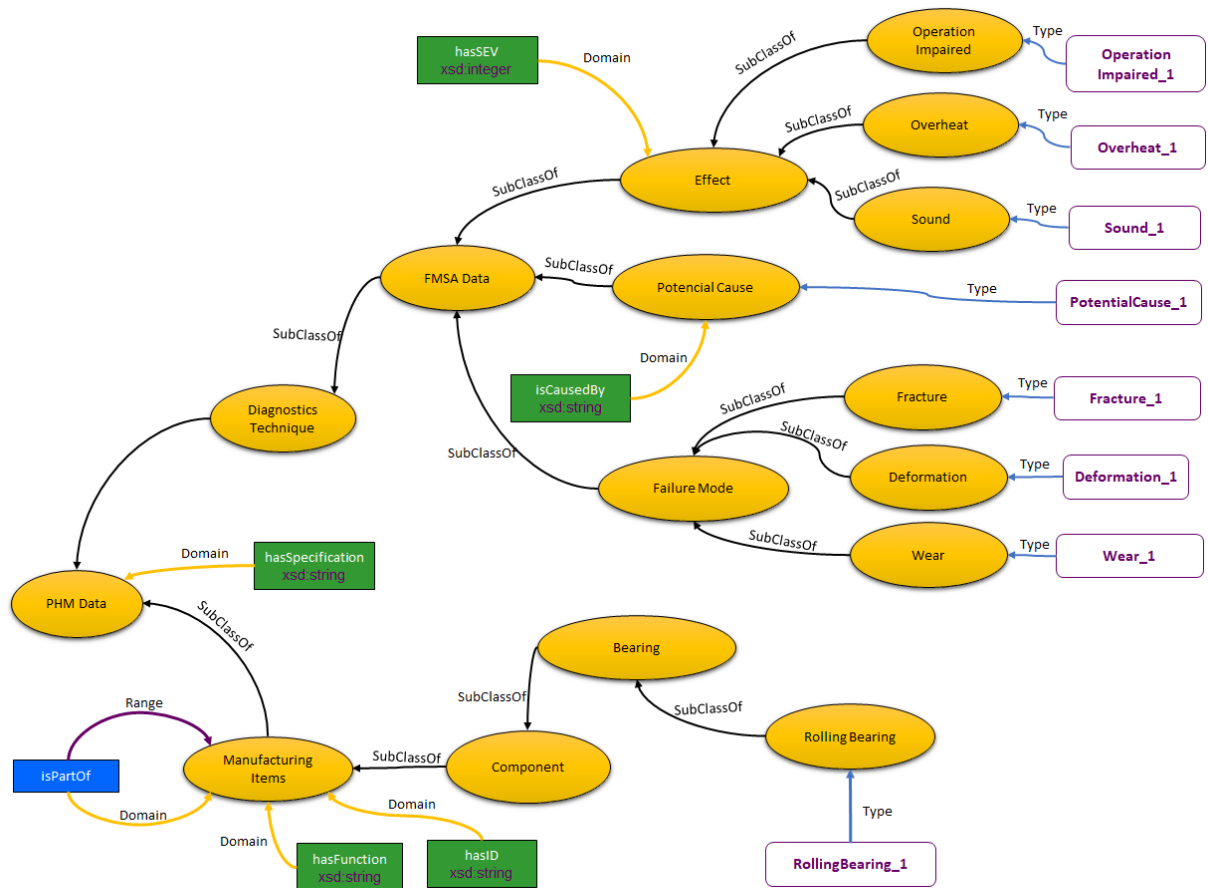 hasSEV
xsd:integer
Domain
SubClassOf
Operation
Impaired
Type
Operation
Impaired_1
SubClassOf
Overheat
Type
Overheat_1
SubClassOf
Effect
SubClassOf
Sound
Type
Sound_1
FMSA Data
SubClassOf
Potencial Cause
Type
PotentialCause_1
SubClassOf
Domain
isCausedBy
xsd:string
Diagnostics
Technique
SubClassOf
Fracture
Type
Fracture_1
SubClassOf
SubClassOf
Failure Mode
Deformation
Type
Deformation_1
SubClassOf
Wear
Type
Wear_1
Domain
hasSpecification
xsd:string
PHM Data
SubClassOf
Bearing
SubClassOf
SubClassOf
Rolling Bearing
Range
isPartOf
Manufacturing
Items
SubClassOf
Component
Domain
Domain
Domain
hasFunction
xsd:string
hasID
xsd:string
Type
RollingBearing_1